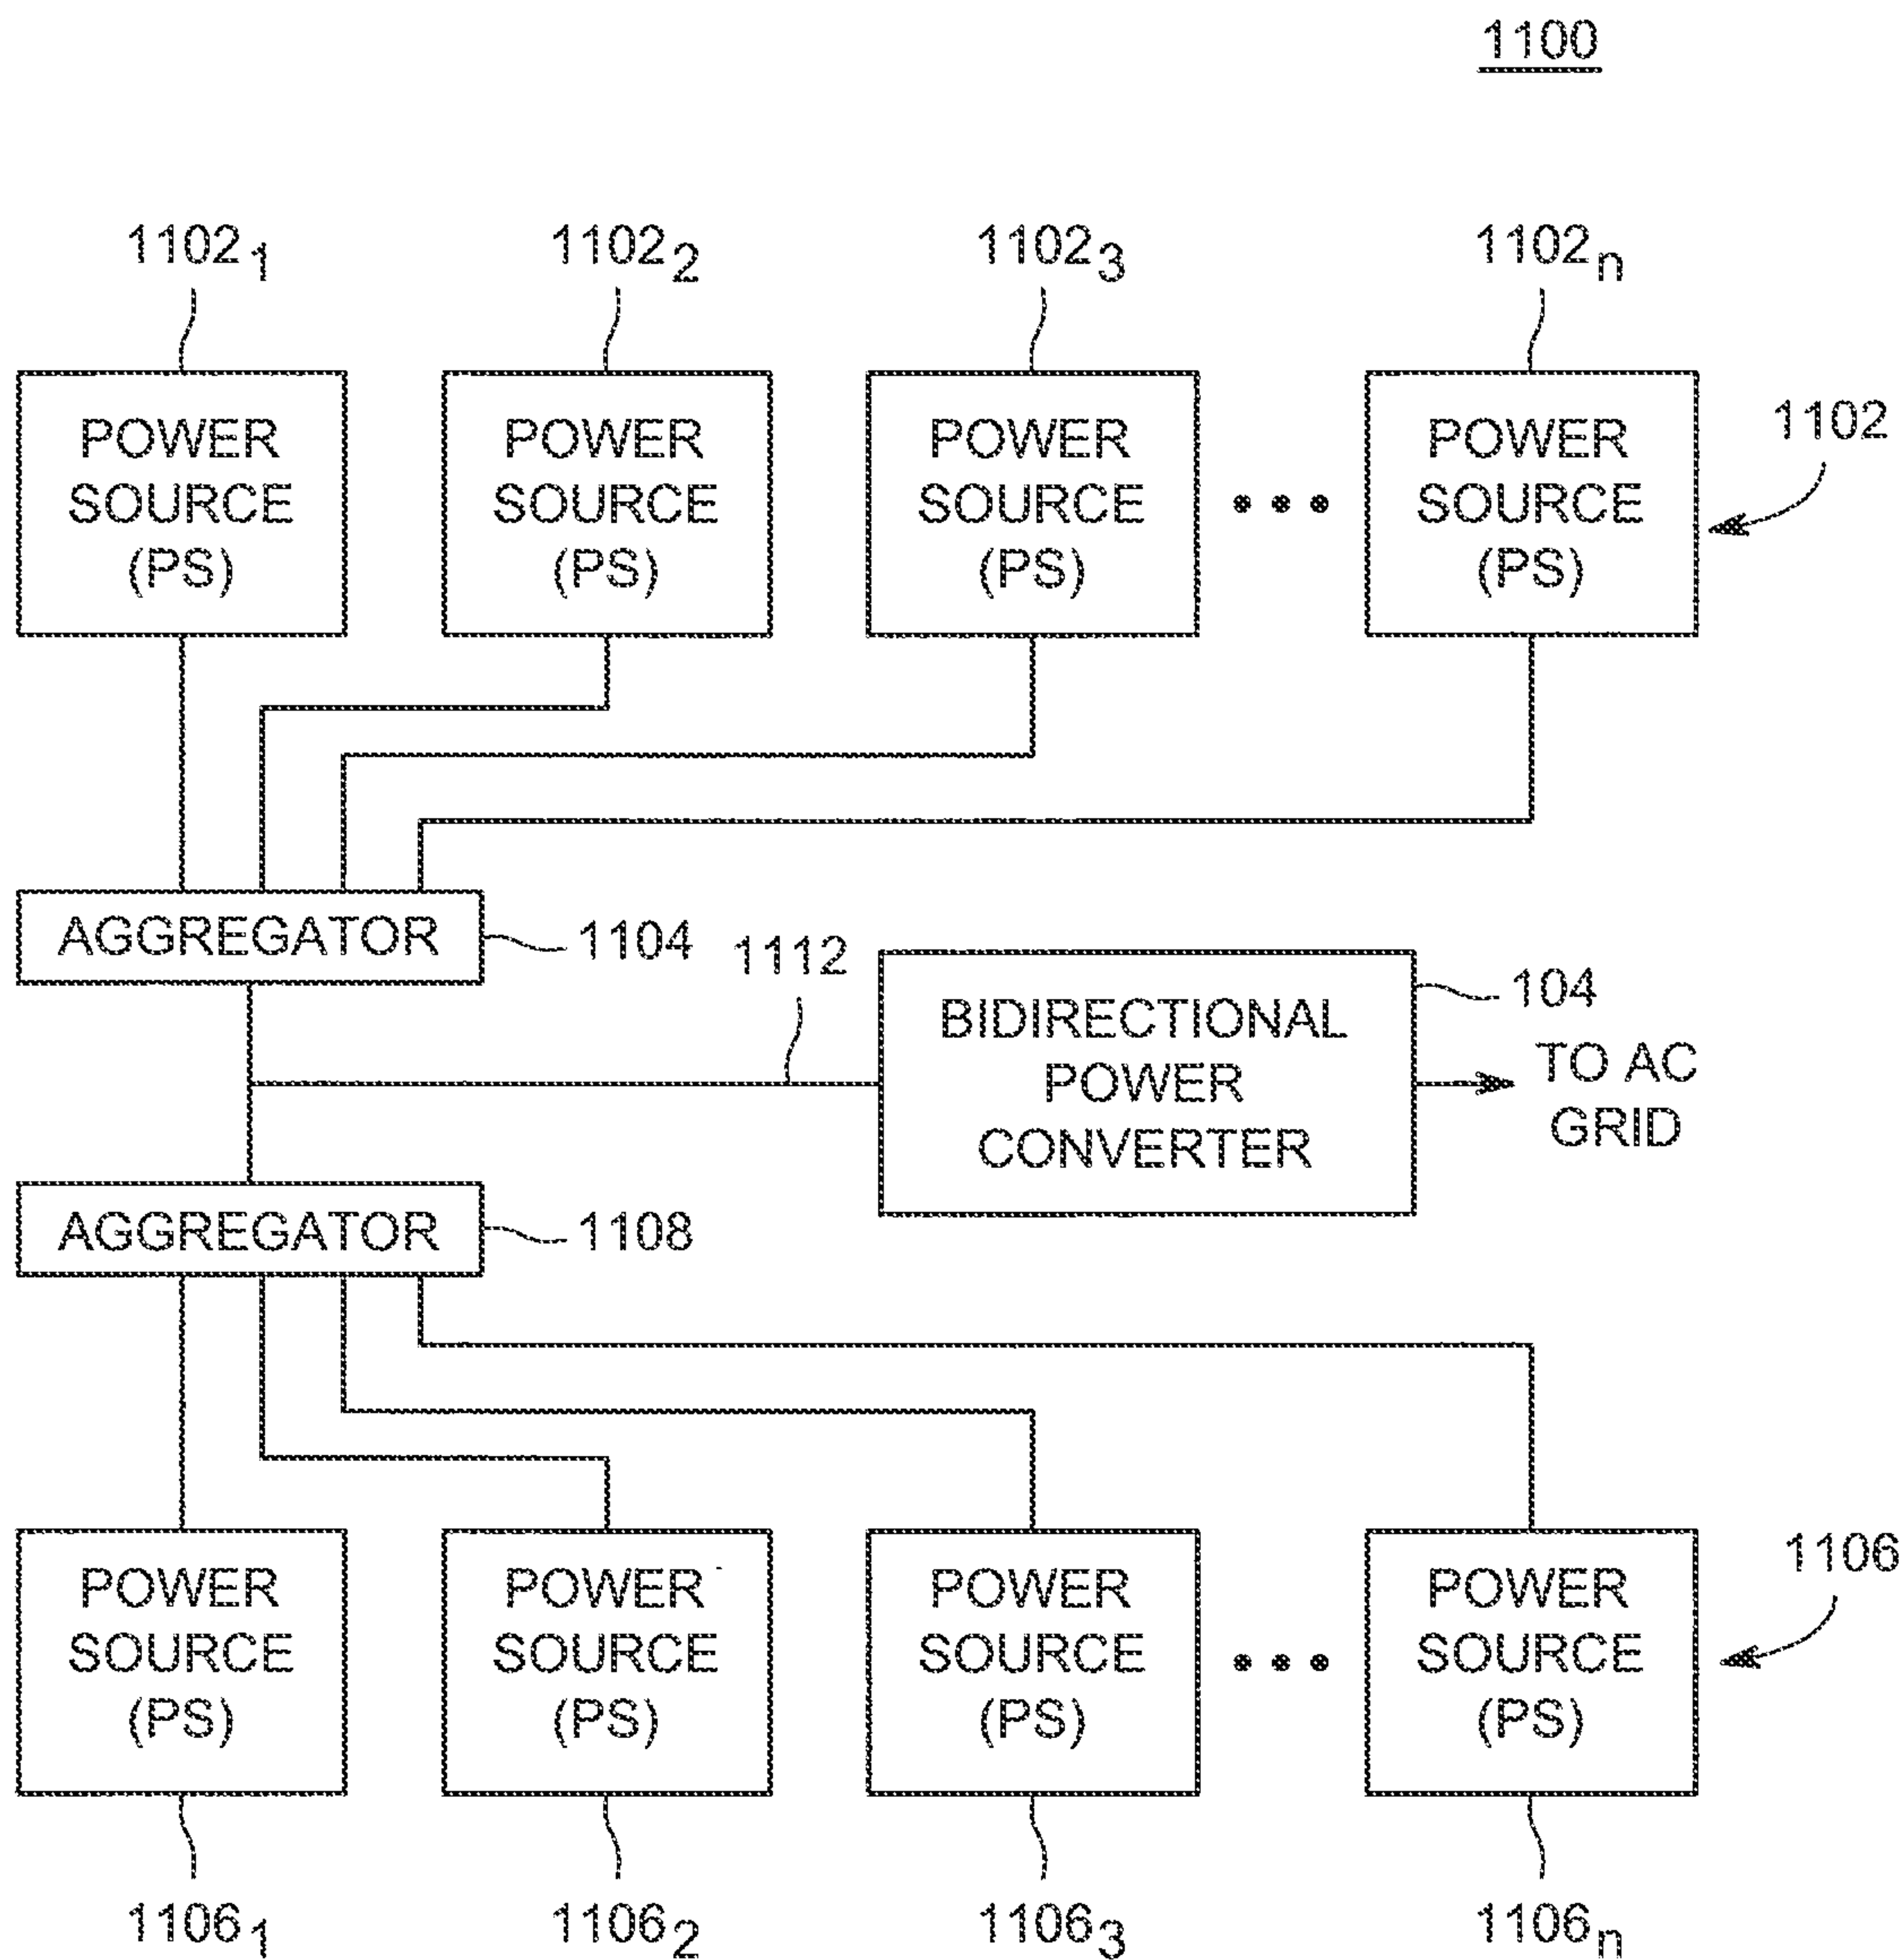 1100
1102₁ 1102₂ 1102₃ 1102ₙ
POWER SOURCE (PS)
POWER SOURCE (PS)
POWER SOURCE (PS)
• • •
POWER SOURCE (PS)
1102
AGGREGATOR
1104
1112
BIDIRECTIONAL
POWER
CONVERTER
104
TO AC
GRID
AGGREGATOR
1108
POWER SOURCE (PS)
POWER SOURCE (PS)
POWER SOURCE (PS)
• • •
POWER SOURCE (PS)
1106
1106₁ 1106₂ 1106₃ 1106ₙ